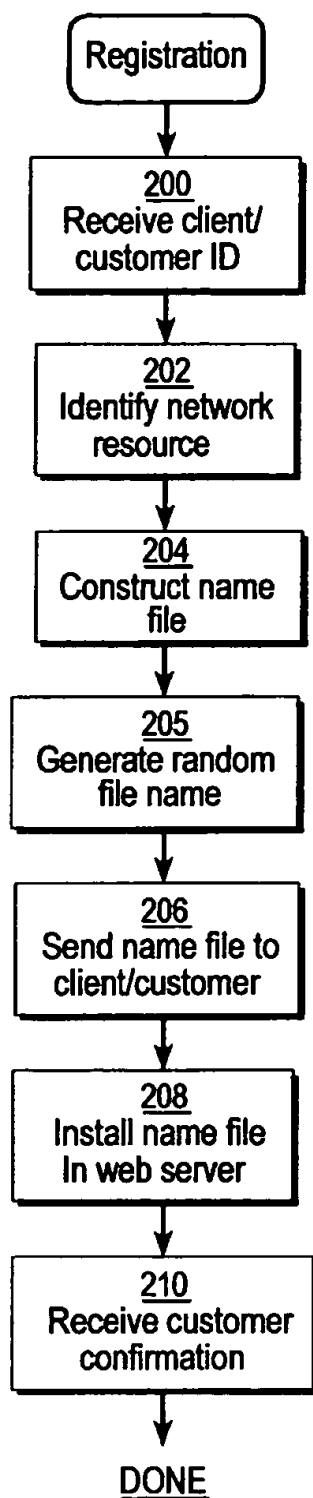 Registration
200
Receive client/
customer ID
202
Identify network
resource
204
Construct name
file
205
Generate random
file name
206
Send name file to
client/customer
208
Install name file
In web server
210
Receive customer
confirmation
DONE